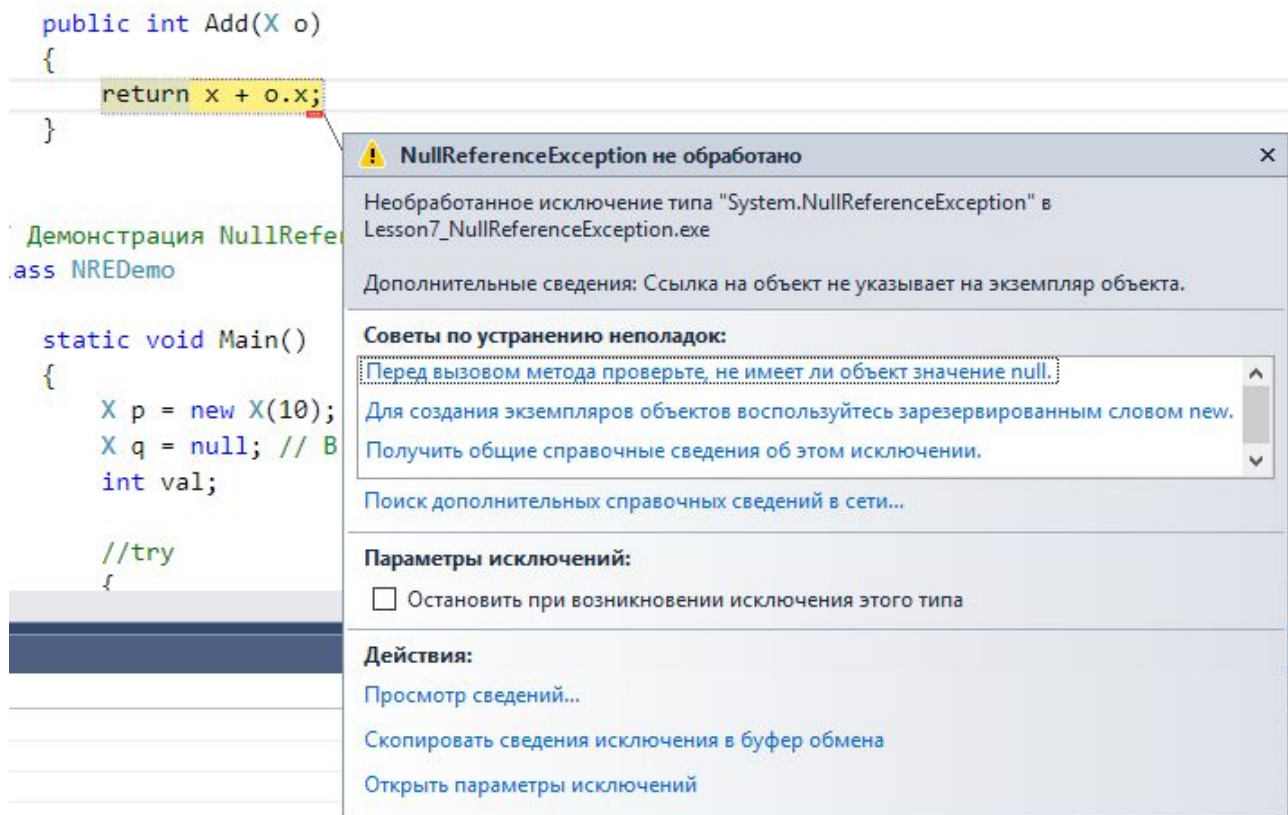 public int Add(X o)
{
return x + o.x;
}
NullReferenceException не обработано
Необработанное исключение типа "System.NullReferenceException" в
Lesson7_NullReferenceException.exe
Дополнительные сведения: Ссылка на объект не указывает на экземпляр объекта.
Советы по устранению неполадок:
Перед вызовом метода проверьте, не имеет ли объект значение null.
Для создания экземпляров объектов воспользуйтесь зарезервированным словом new.
Получить общие справочные сведения об этом исключении.
Поиск дополнительных справочных сведений в сети...
Параметры исключений:
Остановить при возникновении исключения этого типа
Действия:
Просмотр сведений...
Скопировать сведения исключения в буфер обмена
Открыть параметры исключений
Демонстрация NullRefe
ass NREDemo
static void Main()
{
X p = new X(10);
X q = null; // В
int val;
//try
{